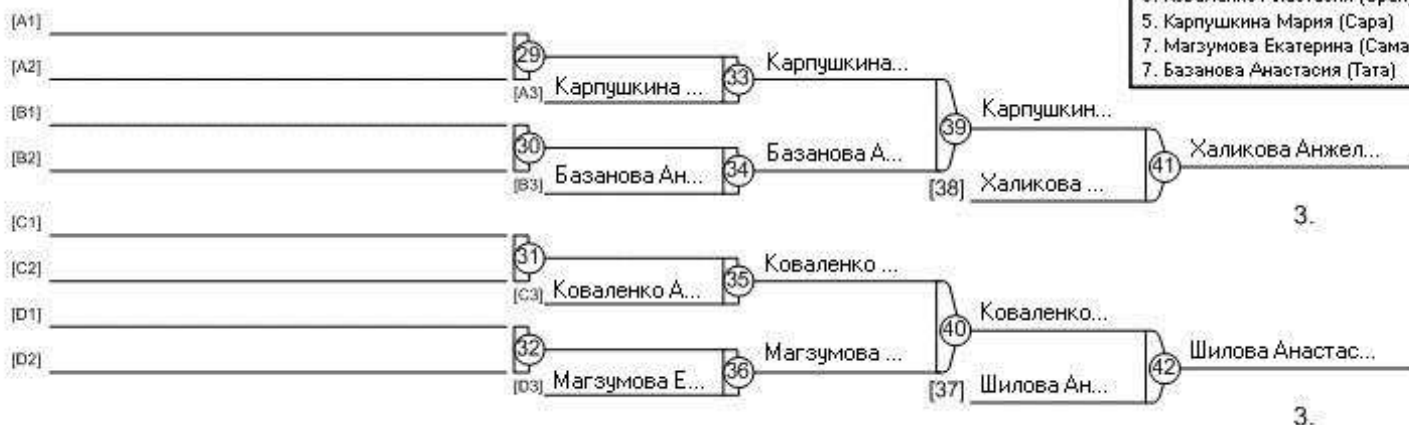 5. Карпушкина Мария (Сара)
7. Магзумова Екатерина (Сама
7. Базанова Анастасия (Тата)
[A1]
[A2]
29
[A3] Карпушкина ...
33
Карпушкина...
[B1]
[B2]
30
[B3] Базанова Ан...
34
Базанова А...
39
Карпушкин...
[38] Халикова ...
41
Халикова Анжел...
3.
[C1]
[C2]
31
[C3] Коваленко А...
35
Коваленко ...
[D1]
[D2]
32
[D3] Магзумова Е...
36
Магзумова ...
40
Коваленко...
[37] Шилова Ан...
42
Шилова Анастас...
3.